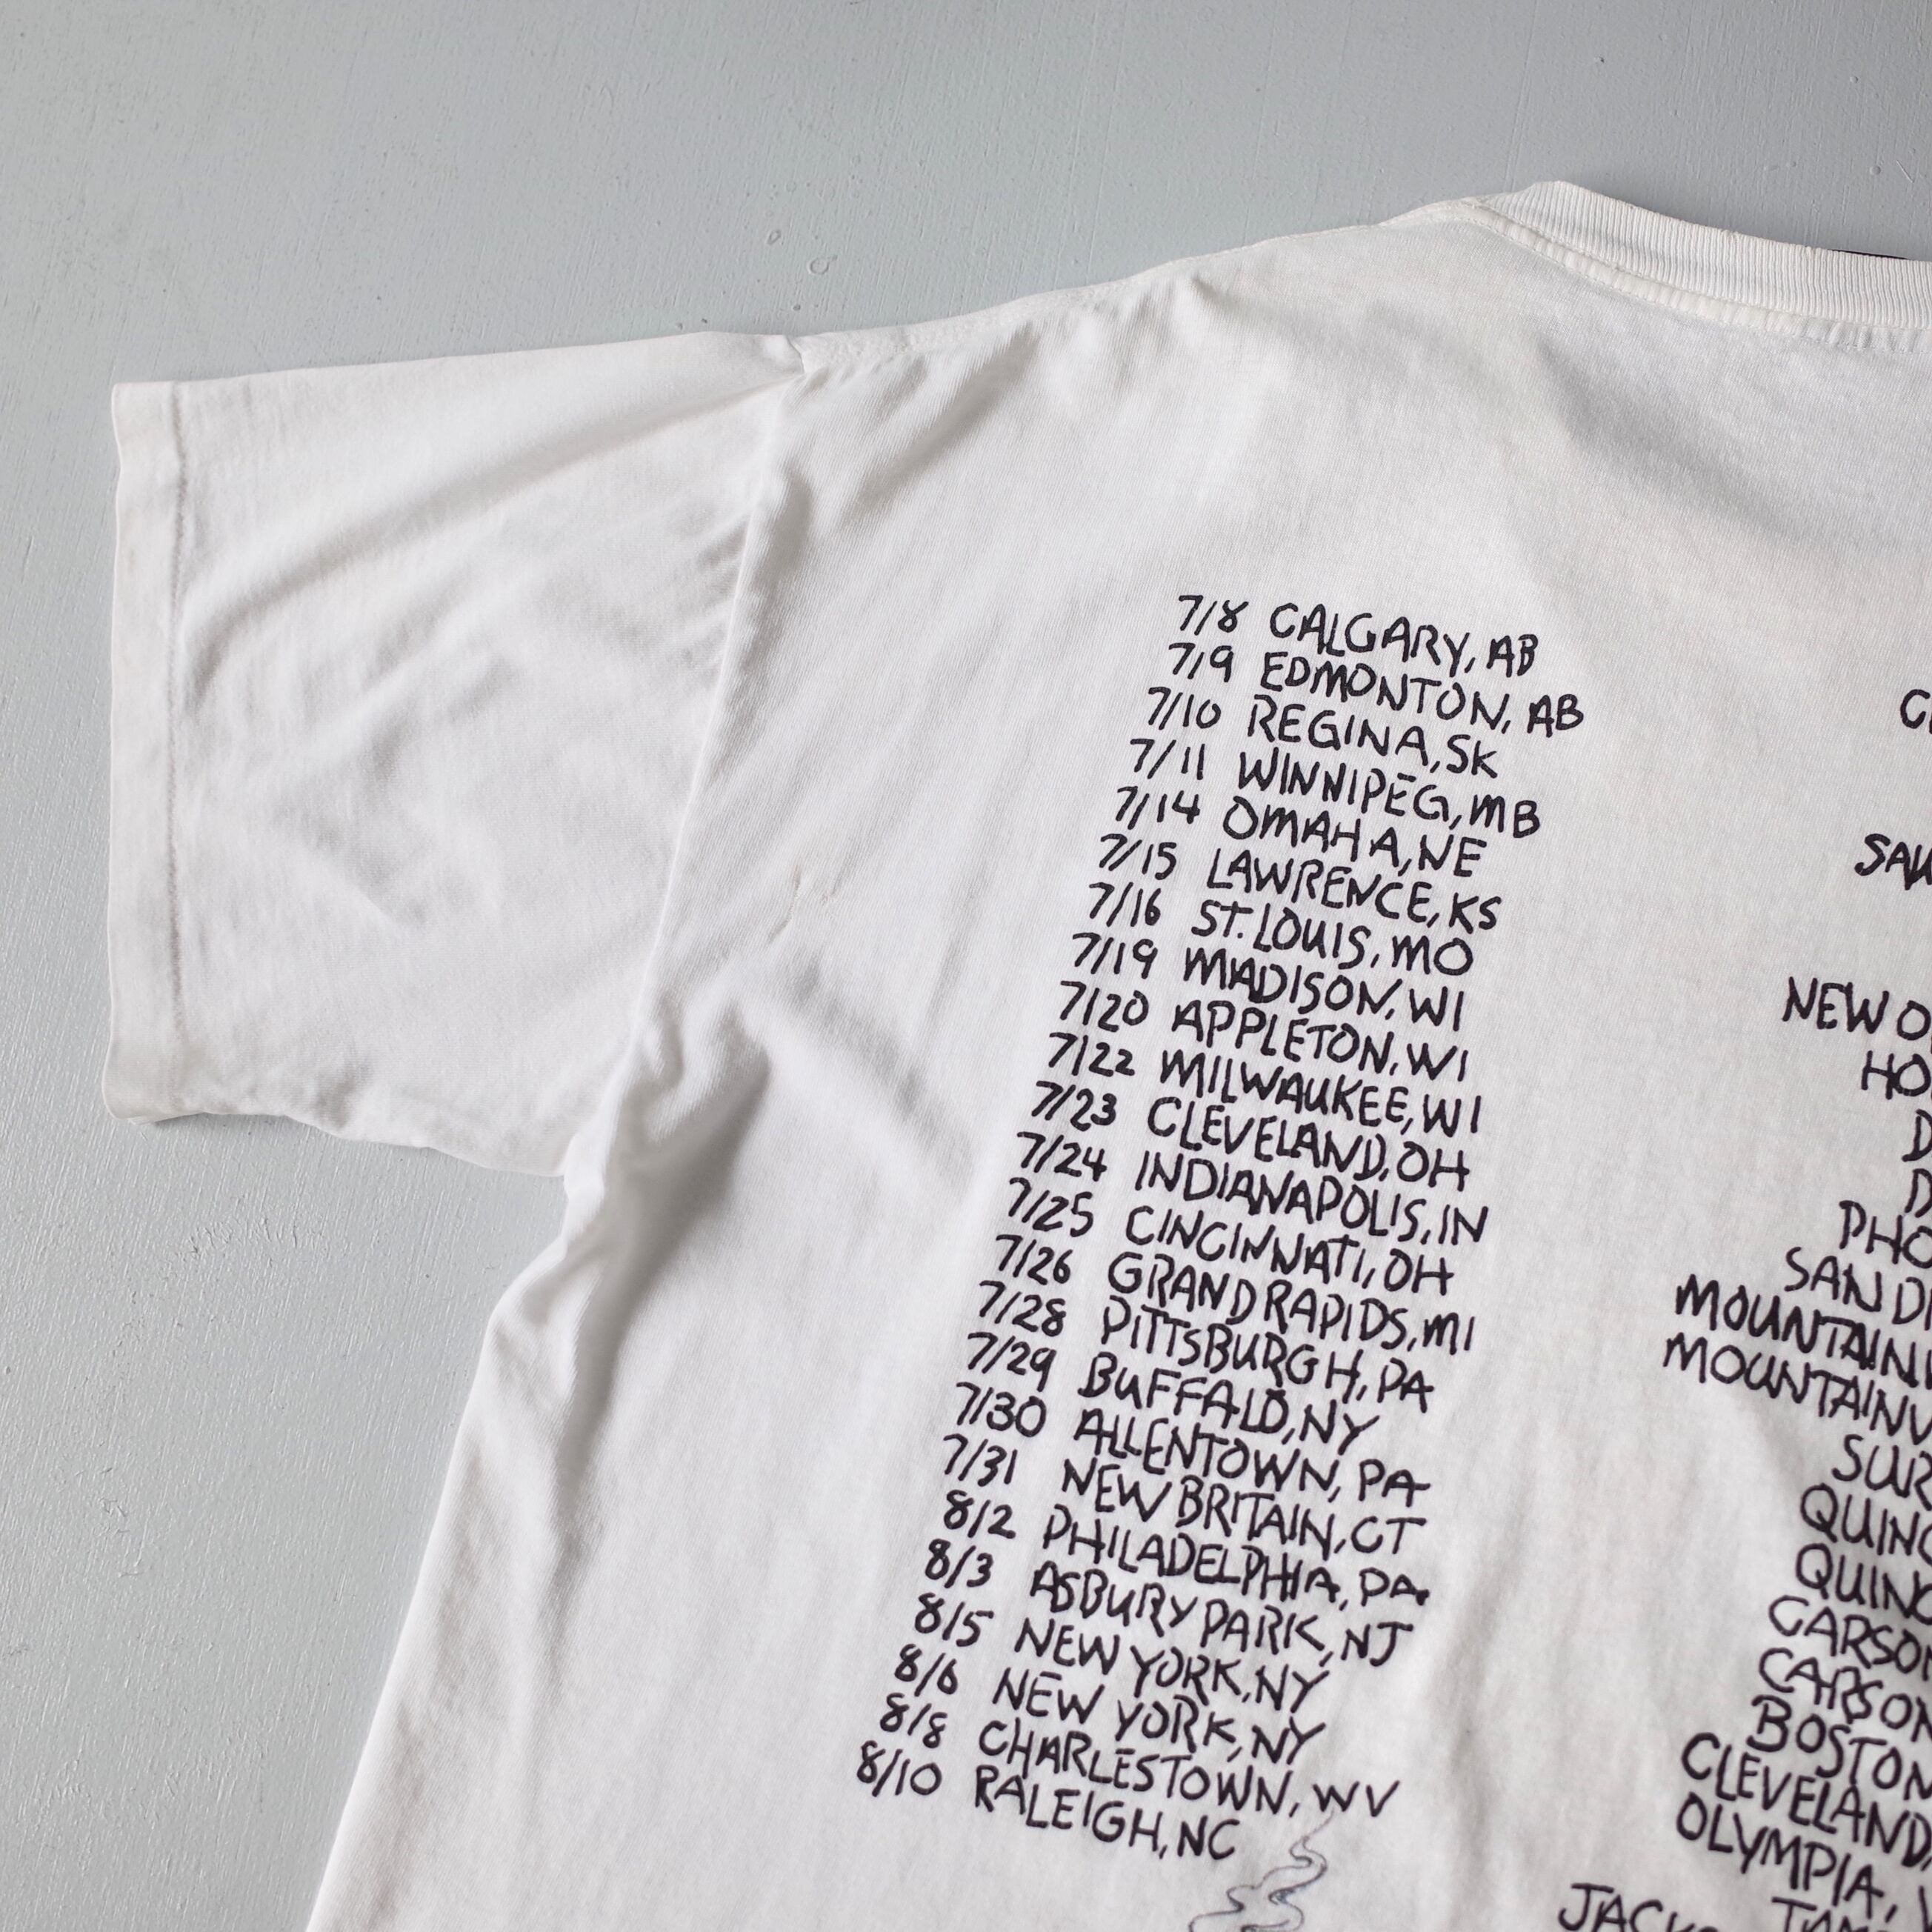 7/8 CALGARY, AB
7/9 EDMONTON, AB
7/10 REGINA, SK
7/11 WINNIPEG, MB
7/14 OMAHA, NE
7/15 LAWRENCE, KS
7/16 ST. LOUIS, MO
7/19 MADISON, WI
7/20 APPLETON, WI
7/22 MILWAUKEE, WI
7/23 CLEVELAND, OH
7/24 INDIANAPOLIS, IN
7/25 CINCINNATI, OH
7/26 GRAND RAPIDS, MI
7/28 PITTSBURGH, PA
7/29 BUFFALO, NY
7/30 ALLENTOWN, PA
7/31 NEW BRITAIN, CT
8/2 PHILADELPHIA, PA
8/3 ASBURY PARK, NJ
8/5 NEW YORK, NY
8/6 NEW YORK, NY
8/8 CHARLESTOWN, WV
8/10 RALEIGH, NC
NEW
SAN
BOSTON
CLEVELAND,
OLYMPIA,